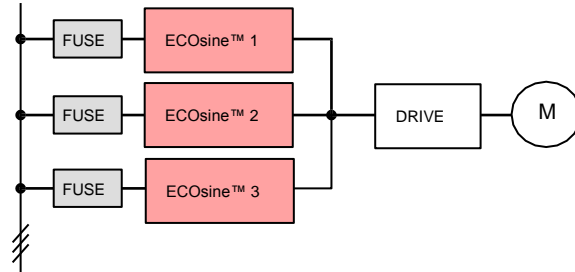 FUSE
ECOsine™ 1
FUSE
ECOsine™ 2
DRIVE
M
FUSE
ECOsine™ 3